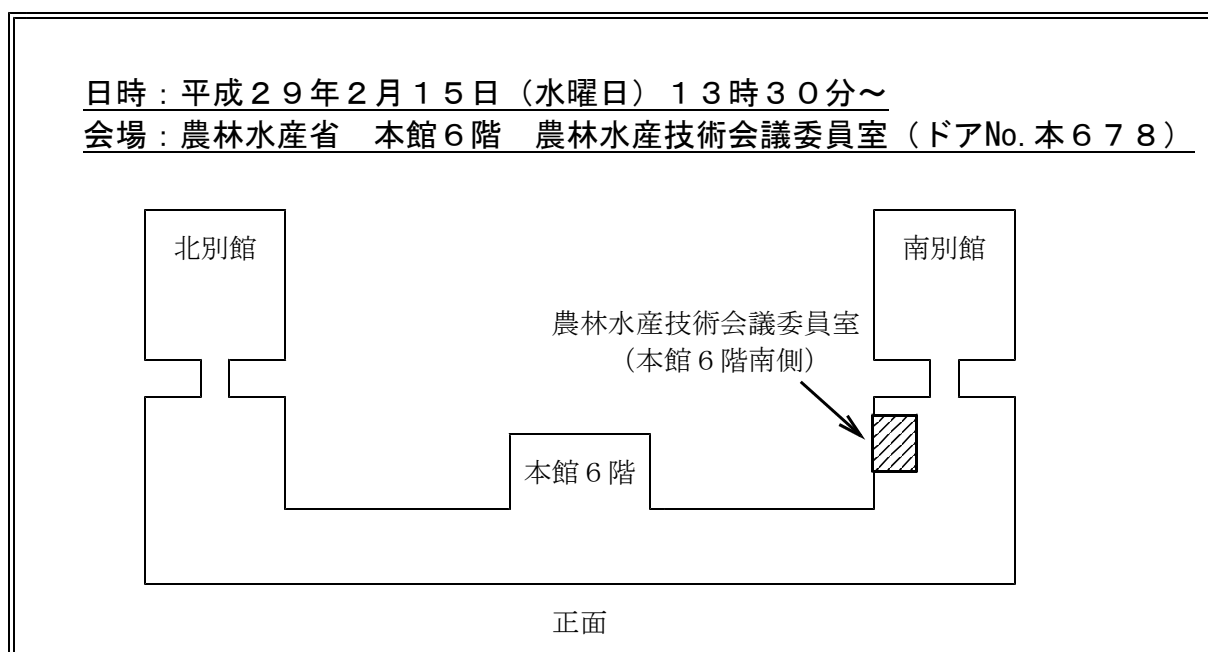 日時：平成２９年２月１５日（水曜日）１３時３０分～
会場：農林水産省　本館６階　農林水産技術会議委員室（ドアNo.本６７８）
北別館
南別館
農林水産技術会議委員室
（本館６階南側）
本館６階
正面